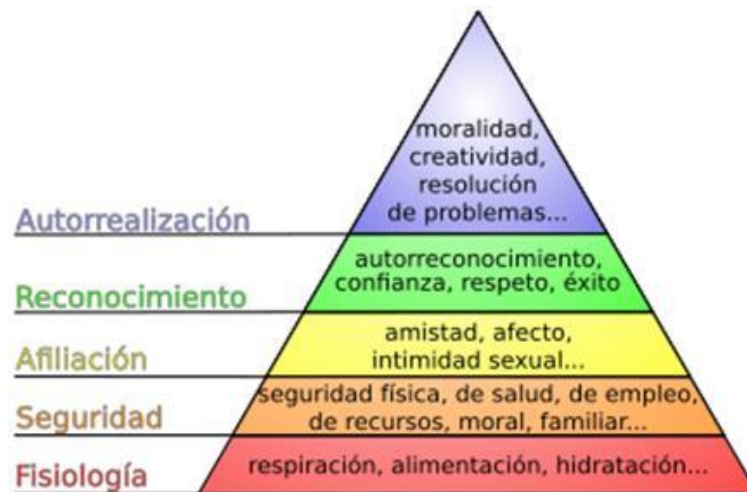 moralidad,
creatividad,
resolución
de problemas...
Autorrealización
autorreconocimiento,
confianza, respeto, éxito
Reconocimiento
amistad, afecto,
intimidad sexual...
Afiliación
seguridad física, de salud, de empleo,
de recursos, moral, familiar...
Seguridad
respiración, alimentación, hidratación...
Fisiología